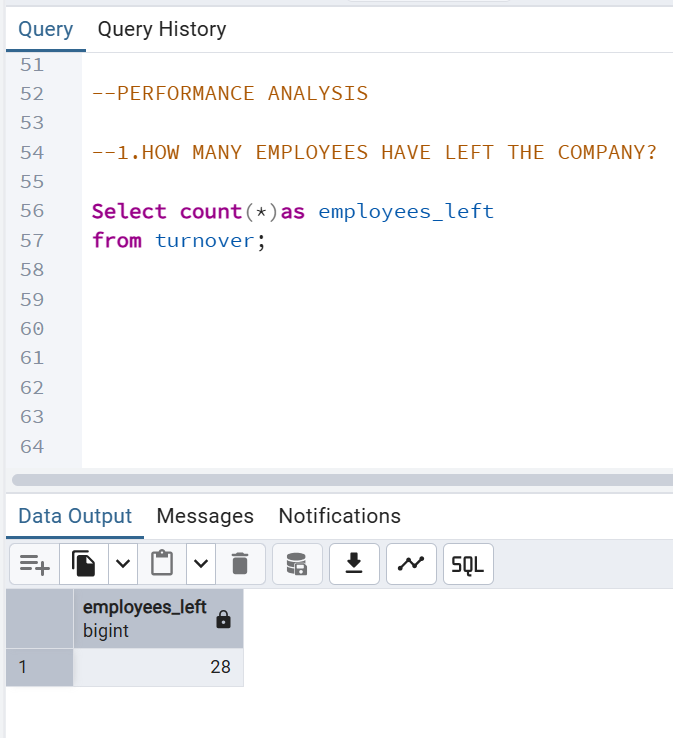 Query Query History
51
52 --PERFORMANCE ANALYSIS
53
54 --1.HOW MANY EMPLOYEES HAVE LEFT THE COMPANY?
55
56 Select count(*)as employees_left
57 from turnover;
58
59
60
61
62
63
64
Data Output Messages Notifications
SQL
employees_left
bigint
1 28